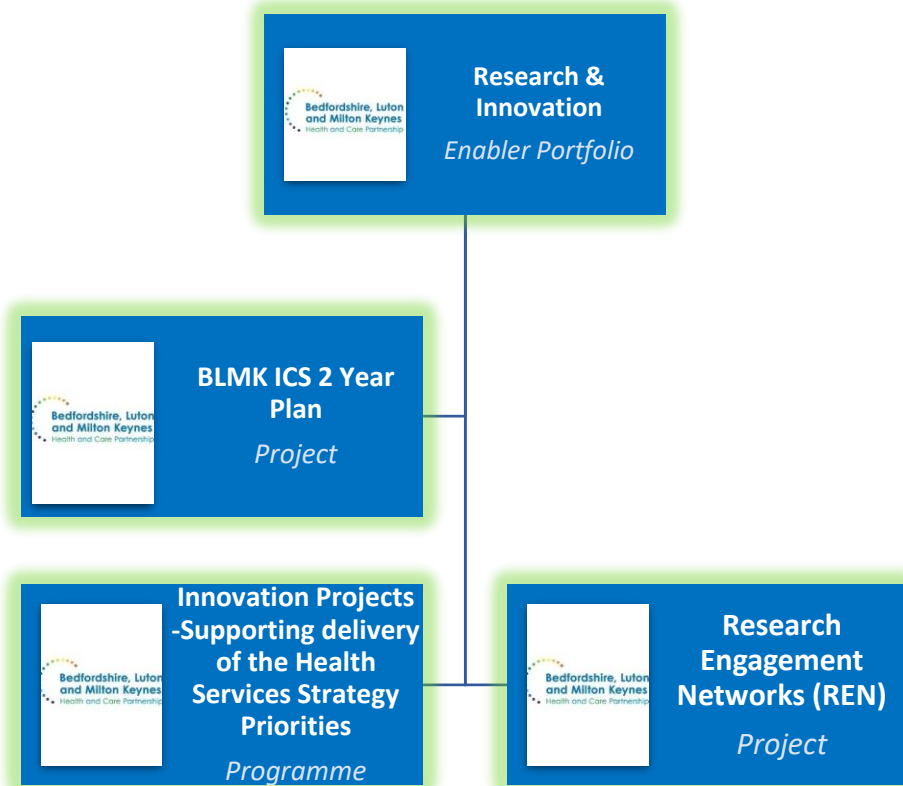 Bedfordshire, Luton
and Milton Keynes
Health and Care Partnership
Research &
Innovation
Enabler Portfolio
Bedfordshire, Luton
and Milton Keynes
Health and Care Partnership
BLMK ICS 2 Year
Plan
Project
Bedfordshire, Luton
and Milton Keynes
Health and Care Partnership
Innovation Projects
-Supporting delivery
of the Health
Services Strategy
Priorities
Programme
Bedfordshire, Luton
and Milton Keynes
Health and Care Partnership
Research
Engagement
Networks (REN)
Project